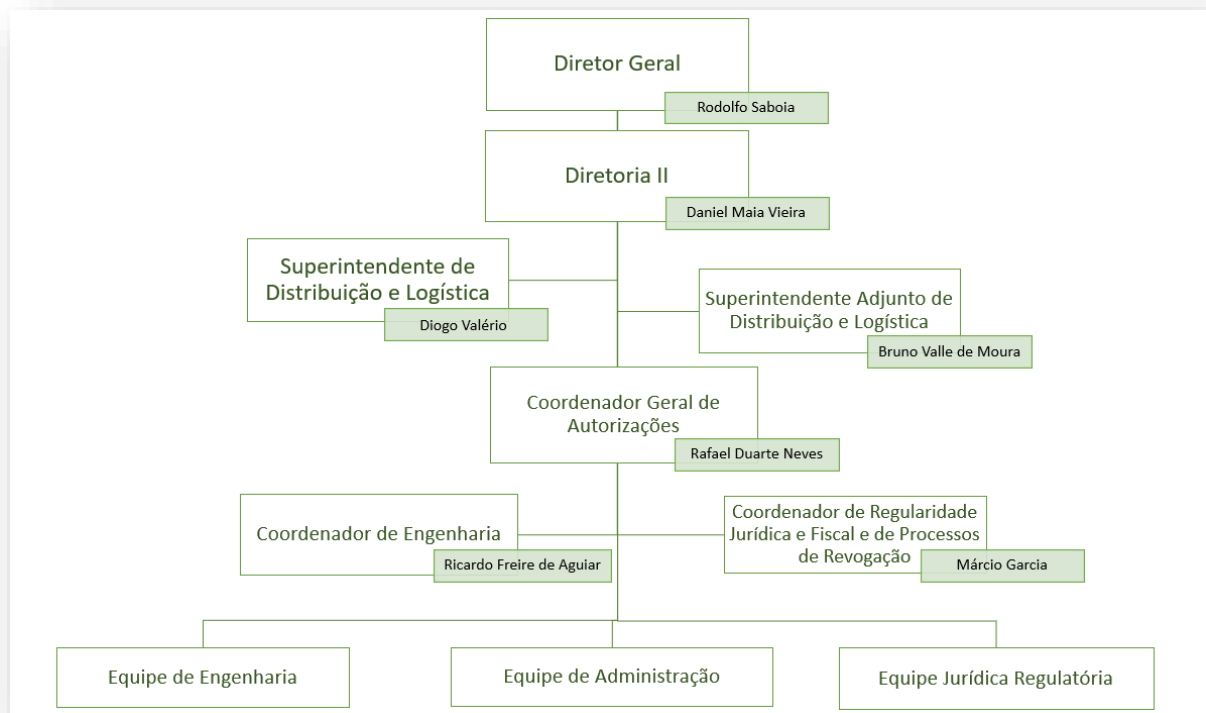 Diretor Geral
Rodolfo Saboia
Diretoria II
Daniel Maia Vieira
Superintendente de
Distribuição e Logística
Diogo Valério
Superintendente Adjunto de
Distribuição e Logística
Bruno Valle de Moura
Coordenador Geral de
Autorizações
Rafael Duarte Neves
Coordenador de Engenharia
Ricardo Freire de Aguiar
Coordenador de Regularidade
Jurídica e Fiscal e de Processos
de Revogação
Márcio Garcia
Equipe de Engenharia
Equipe de Administração
Equipe Jurídica Regulatória